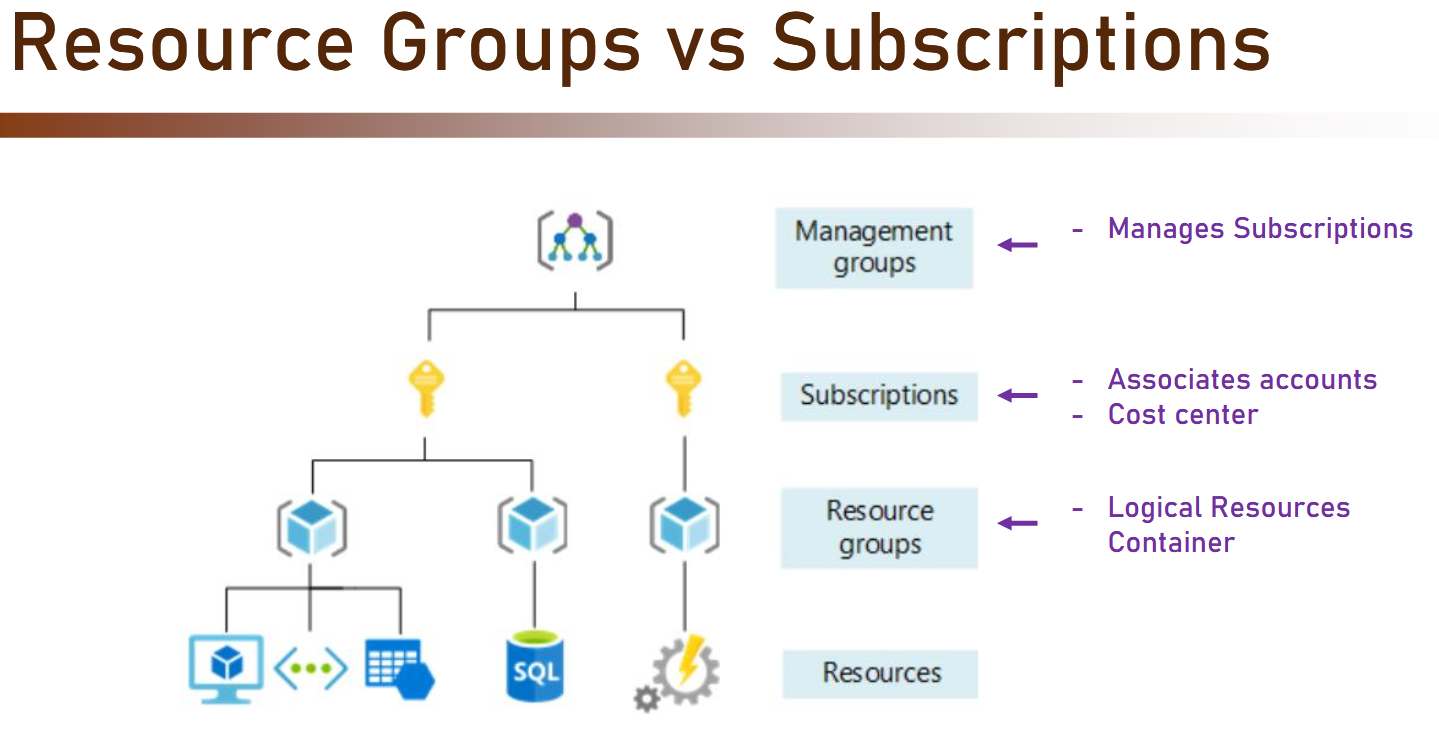 Resource Groups vs Subscriptions
Management
groups
- Manages Subscriptions
Subscriptions
- Associates accounts
- Cost center
Resource
groups
- Logical Resources
Container
SQL
Resources